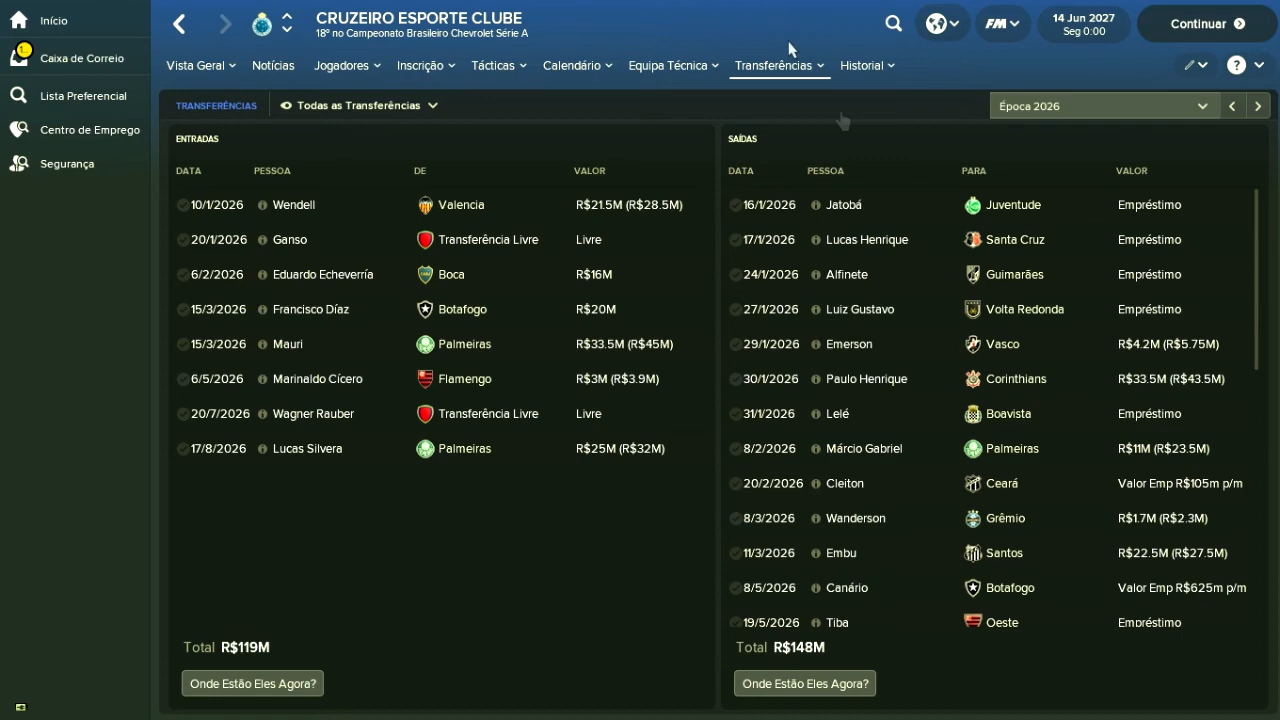 Início
Caixa de Correio
Lista Preferencial
Centro de Emprego
Segurança
CRUZEIRO ESPORTE CLUBE
18º no Campeonato Brasileiro Chevrolet Série A
FM
14 Jun 2027
Seg 0:00
Continuar
Vista Geral
Notícias
Jogadores
Inscrição
Tácticas
Calendário
Equipa Técnica
Transferências
Historial
?
TRANSFERÊNCIAS
Todas as Transferências
Época 2026
ENTRADAS
DATA PESSOA DE VALOR
10/1/2026 Wendell Valencia R$21.5M (R$28.5M)
20/1/2026 Ganso Transferência Livre Livre
6/2/2026 Eduardo Echeverría Boca R$16M
15/3/2026 Francisco Díaz Botafogo R$20M
15/3/2026 Mauri Palmeiras R$33.5M (R$45M)
6/5/2026 Marinaldo Cícero Flamengo R$3M (R$3.9M)
20/7/2026 Wagner Rauber Transferência Livre Livre
17/8/2026 Lucas Silvera Palmeiras R$25M (R$32M)
Total R$119M
Onde Estão Eles Agora?
SAÍDAS
DATA PESSOA PARA VALOR
16/1/2026 Jatobá Juventude Empréstimo
17/1/2026 Lucas Henrique Santa Cruz Empréstimo
24/1/2026 Alfinete Guimarães Empréstimo
27/1/2026 Luiz Gustavo Volta Redonda Empréstimo
29/1/2026 Emerson Vasco R$4.2M (R$5.75M)
30/1/2026 Paulo Henrique Corinthians R$33.5M (R$43.5M)
31/1/2026 Lelé Boavista Empréstimo
8/2/2026 Márcio Gabriel Palmeiras R$11M (R$23.5M)
20/2/2026 Cleiton Ceará Valor Emp R$105m p/m
8/3/2026 Wanderson Grêmio R$1.7M (R$2.3M)
11/3/2026 Embu Santos R$22.5M (R$27.5M)
8/5/2026 Canário Botafogo Valor Emp R$625m p/m
19/5/2026 Tiba Oeste Empréstimo
Total R$148M
Onde Estão Eles Agora?